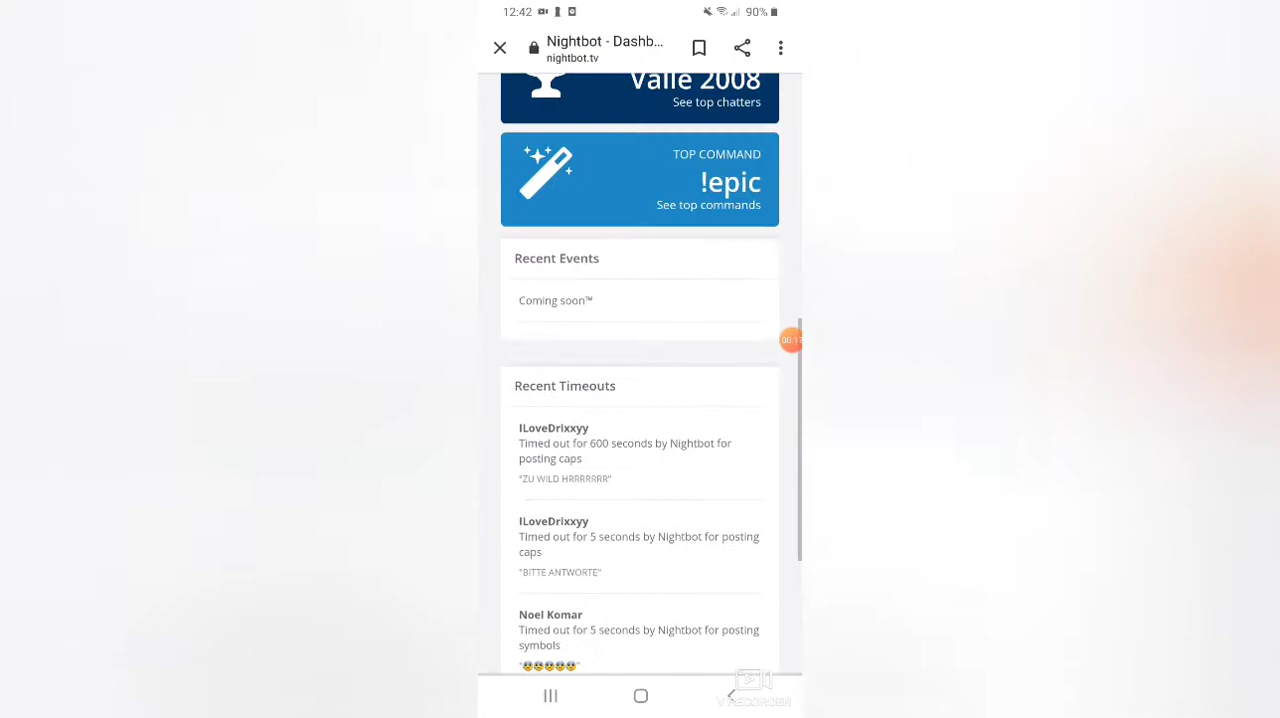 12:42
90%
Nightbot - Dashb...
nightbot.tv
Valle 2008
See top chatters
TOP COMMAND
!epic
See top commands
Recent Events
Coming soon™
00:17
Recent Timeouts
ILoveDrixxyy
Timed out for 600 seconds by Nightbot for
posting caps
"ZU WILD HRRRRRRR"
ILoveDrixxyy
Timed out for 5 seconds by Nightbot for posting
caps
"BITTE ANTWORTE"
Noel Komar
Timed out for 5 seconds by Nightbot for posting
symbols
"😨😨😨😨😨"
V RECORDER